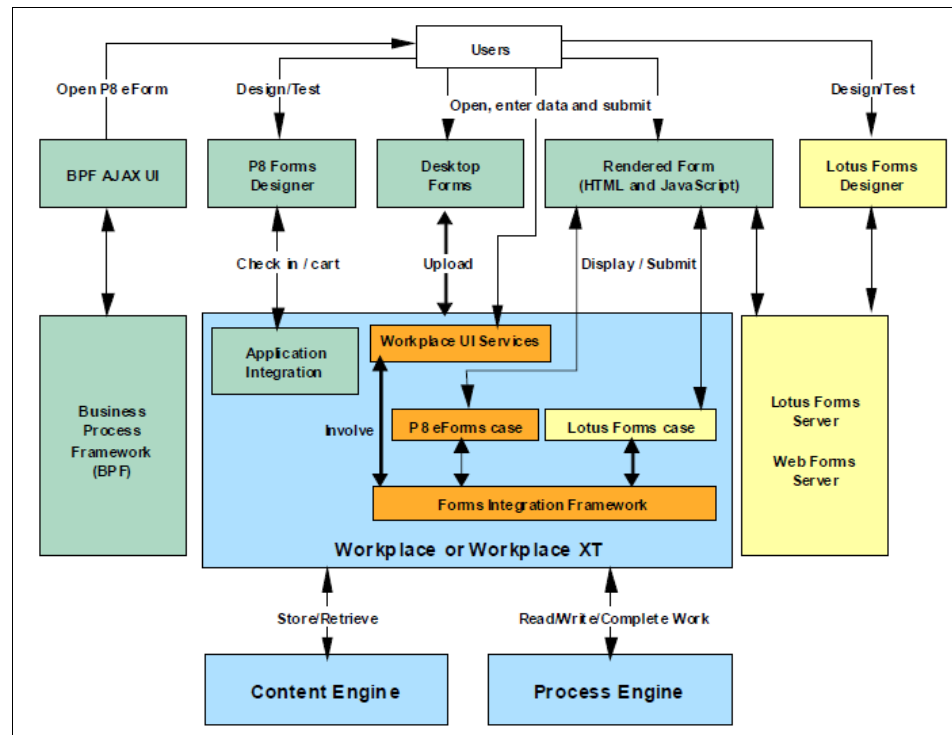 Users
Open P8 eForm
Design/Test
Open, enter data and submit
Design/Test
BPF AJAX UI
P8 Forms
Designer
Desktop
Forms
Rendered Form
(HTML and JavaScript)
Lotus Forms
Designer
Check in / cart
Upload
Display / Submit
Workplace UI Services
Application
Integration
Business
Process
Framework
(BPF)
Involve
P8 eForms case
Lotus Forms case
Lotus Forms
Server
Web Forms
Server
Forms Integration Framework
Workplace or Workplace XT
Store/Retrieve
Read/Write/Complete Work
Content Engine
Process Engine